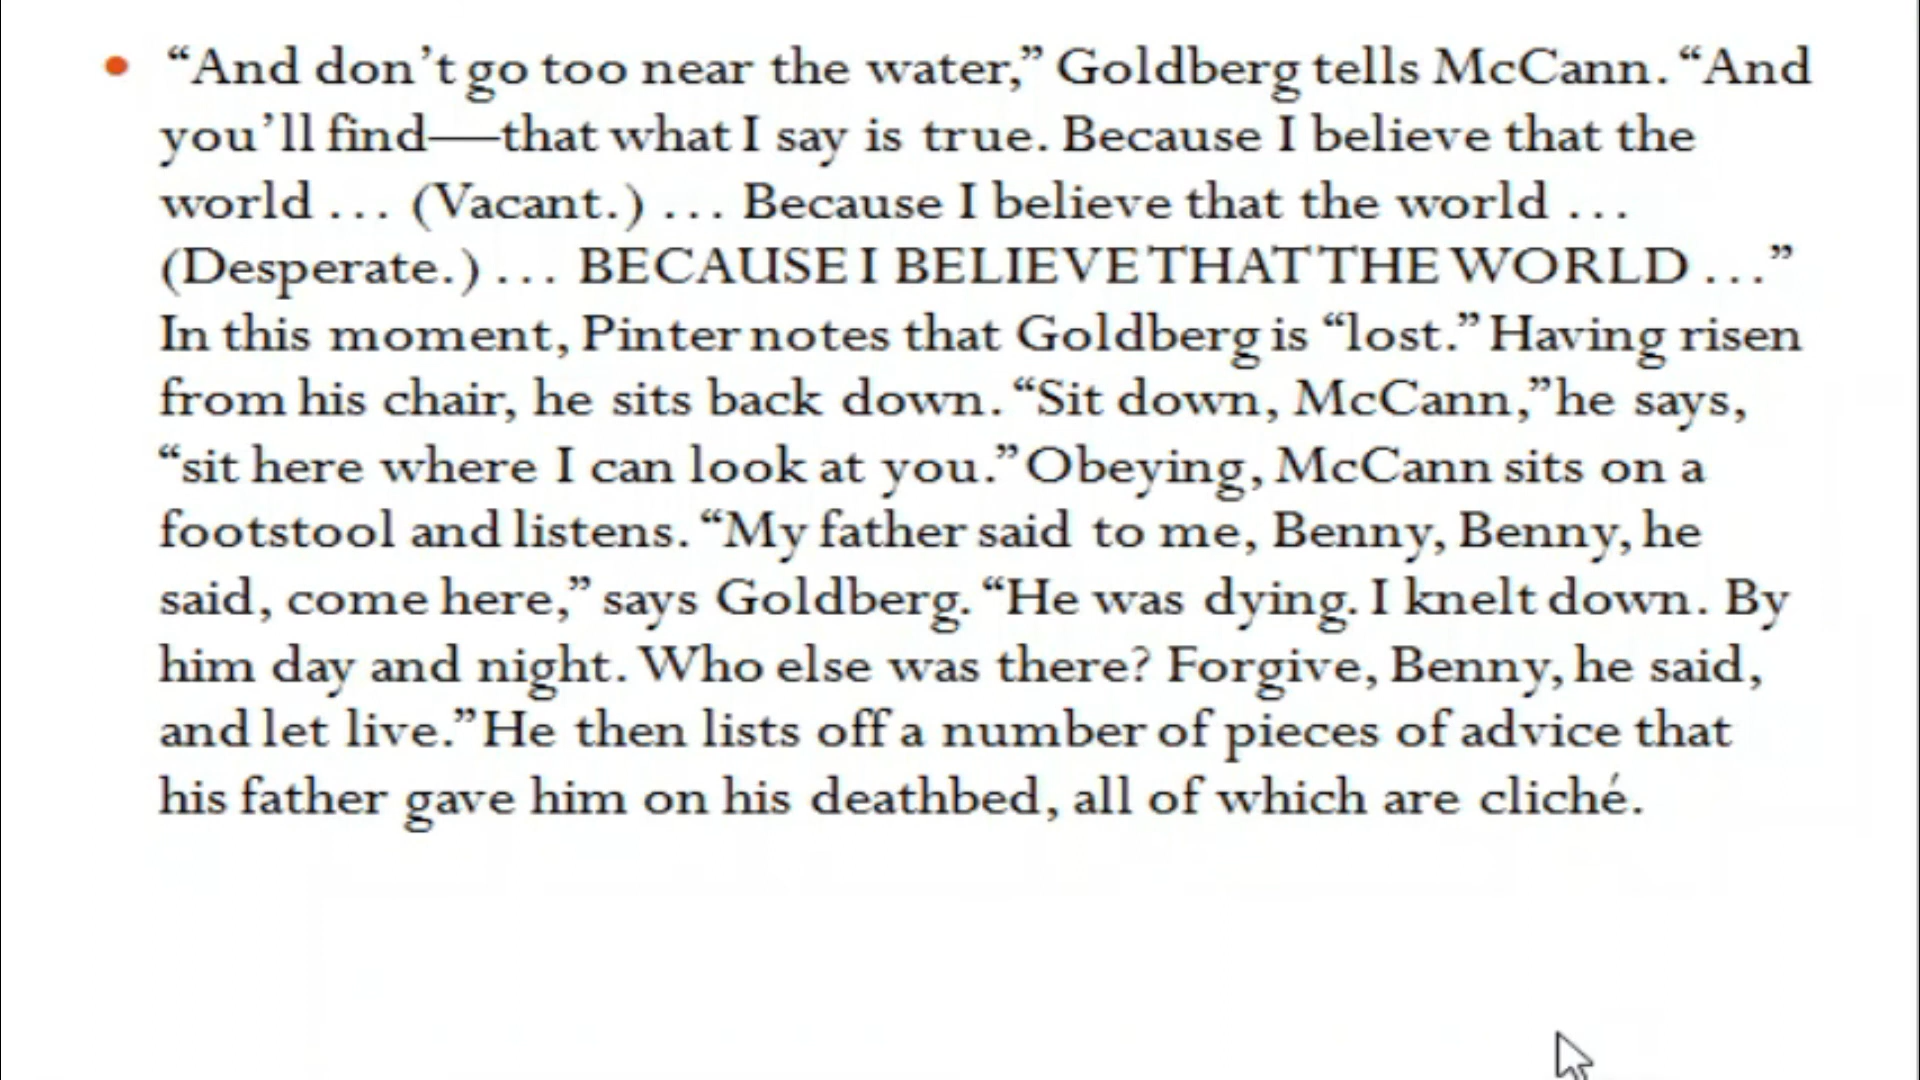 • “And don’t go too near the water,” Goldberg tells McCann. “And
you’ll find—that what I say is true. Because I believe that the
world ... (Vacant.) ... Because I believe that the world ...
(Desperate.) ... BECAUSE I BELIEVE THAT THE WORLD ...”
In this moment, Pinter notes that Goldberg is “lost.” Having risen
from his chair, he sits back down. “Sit down, McCann,” he says,
“sit here where I can look at you.” Obeying, McCann sits on a
footstool and listens. “My father said to me, Benny, Benny, he
said, come here,” says Goldberg. “He was dying. I knelt down. By
him day and night. Who else was there? Forgive, Benny, he said,
and let live.” He then lists off a number of pieces of advice that
his father gave him on his deathbed, all of which are cliché.